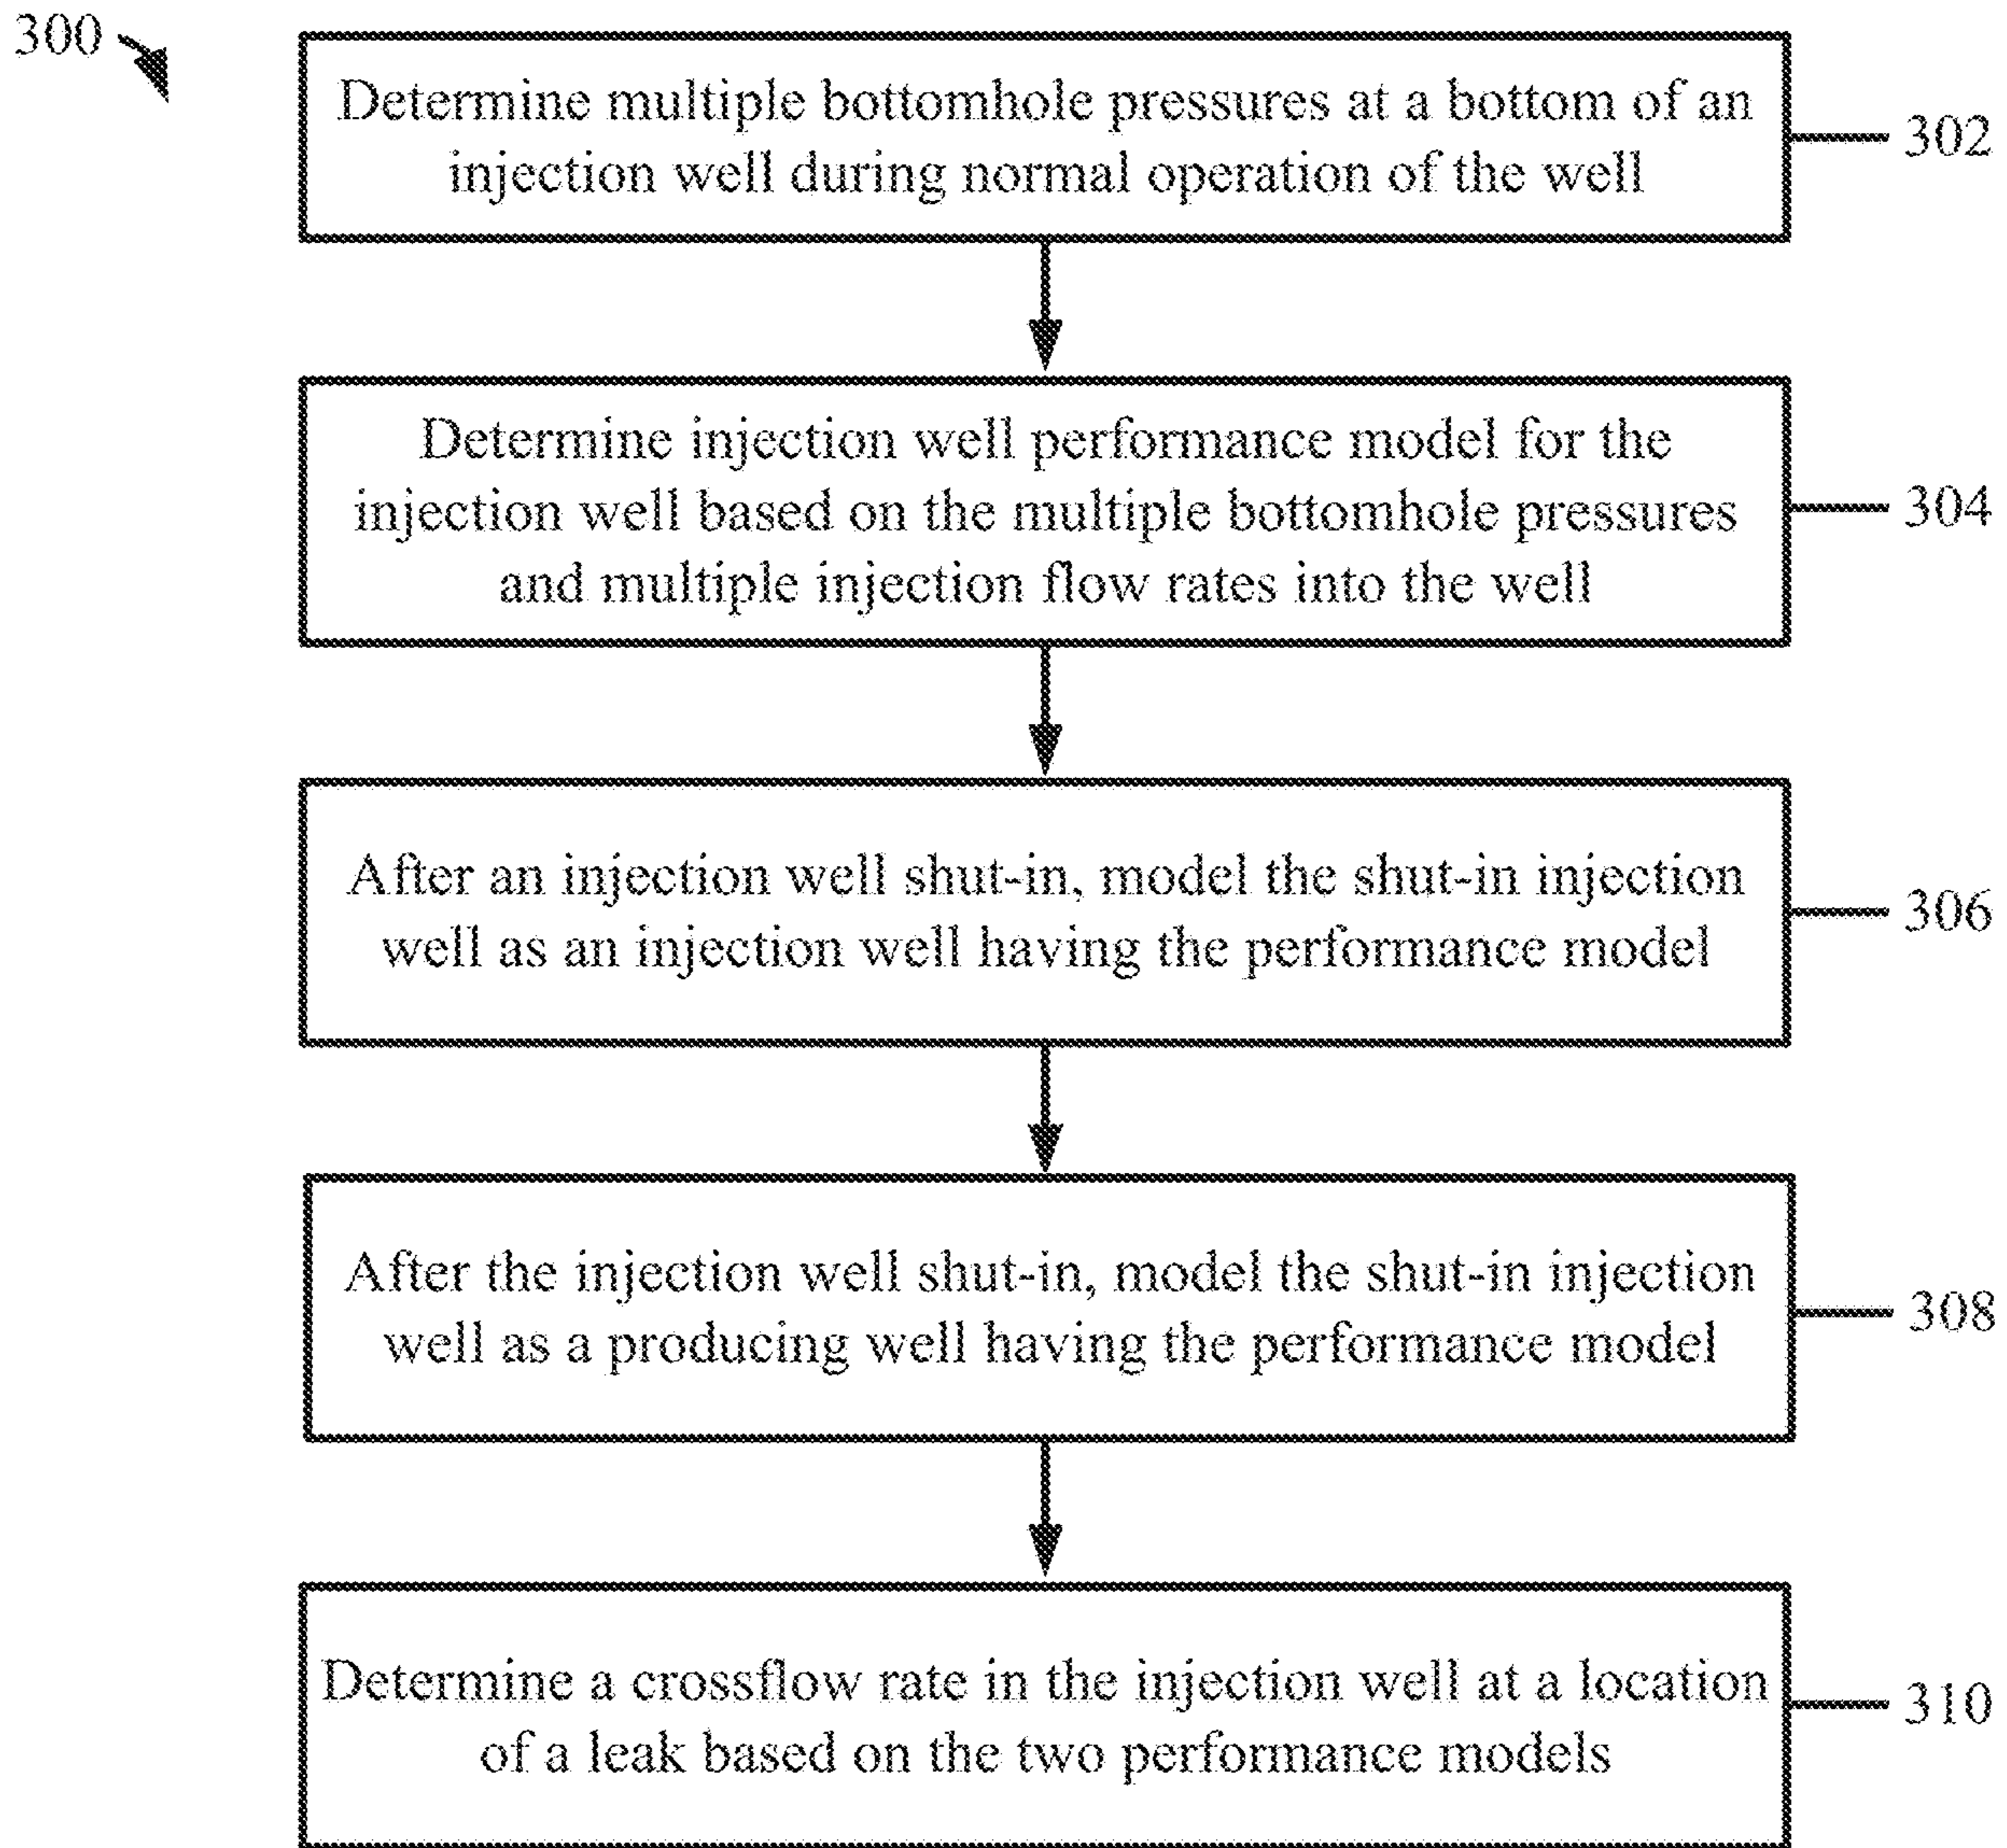 300
Determine multiple bottomhole pressures at a bottom of an
injection well during normal operation of the well
302
Determine injection well performance model for the
injection well based on the multiple bottomhole pressures
and multiple injection flow rates into the well
304
After an injection well shut-in, model the shut-in injection
well as an injection well having the performance model
306
After the injection well shut-in, model the shut-in injection
well as a producing well having the performance model
308
Determine a crossflow rate in the injection well at a location
of a leak based on the two performance models
310